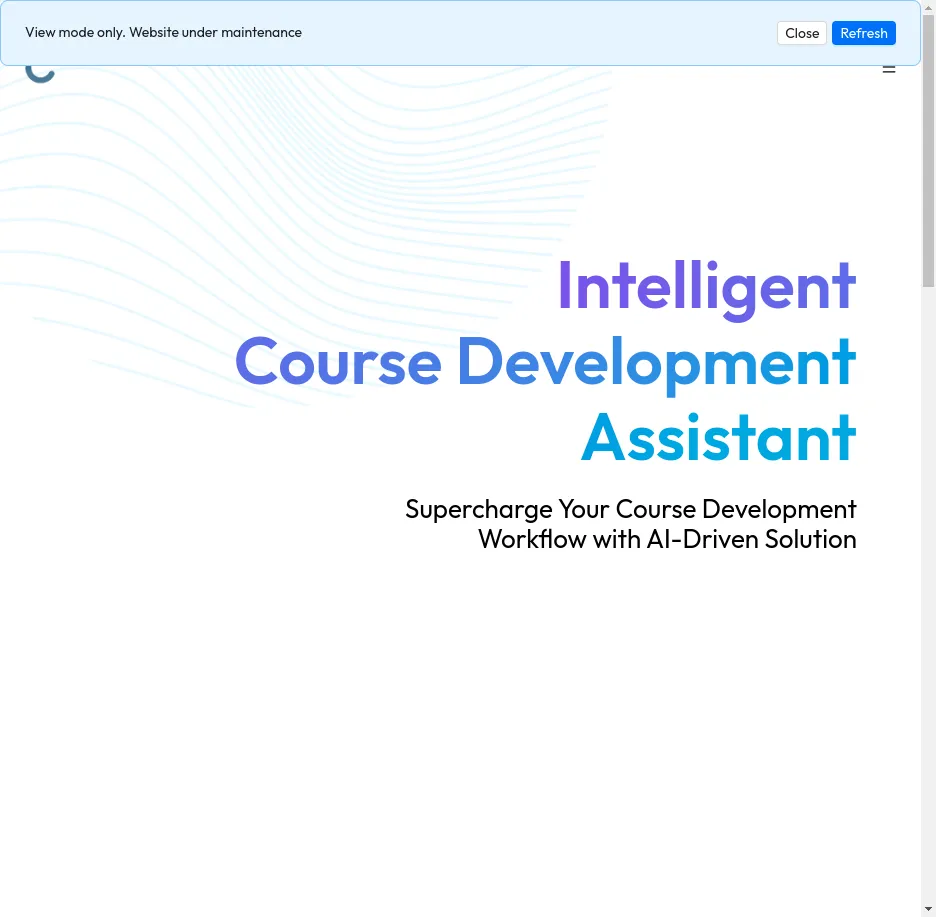 View mode only. Website under maintenance
Close
Refresh
Intelligent
Course Development
Assistant
Supercharge Your Course Development
Workflow with AI-Driven Solution